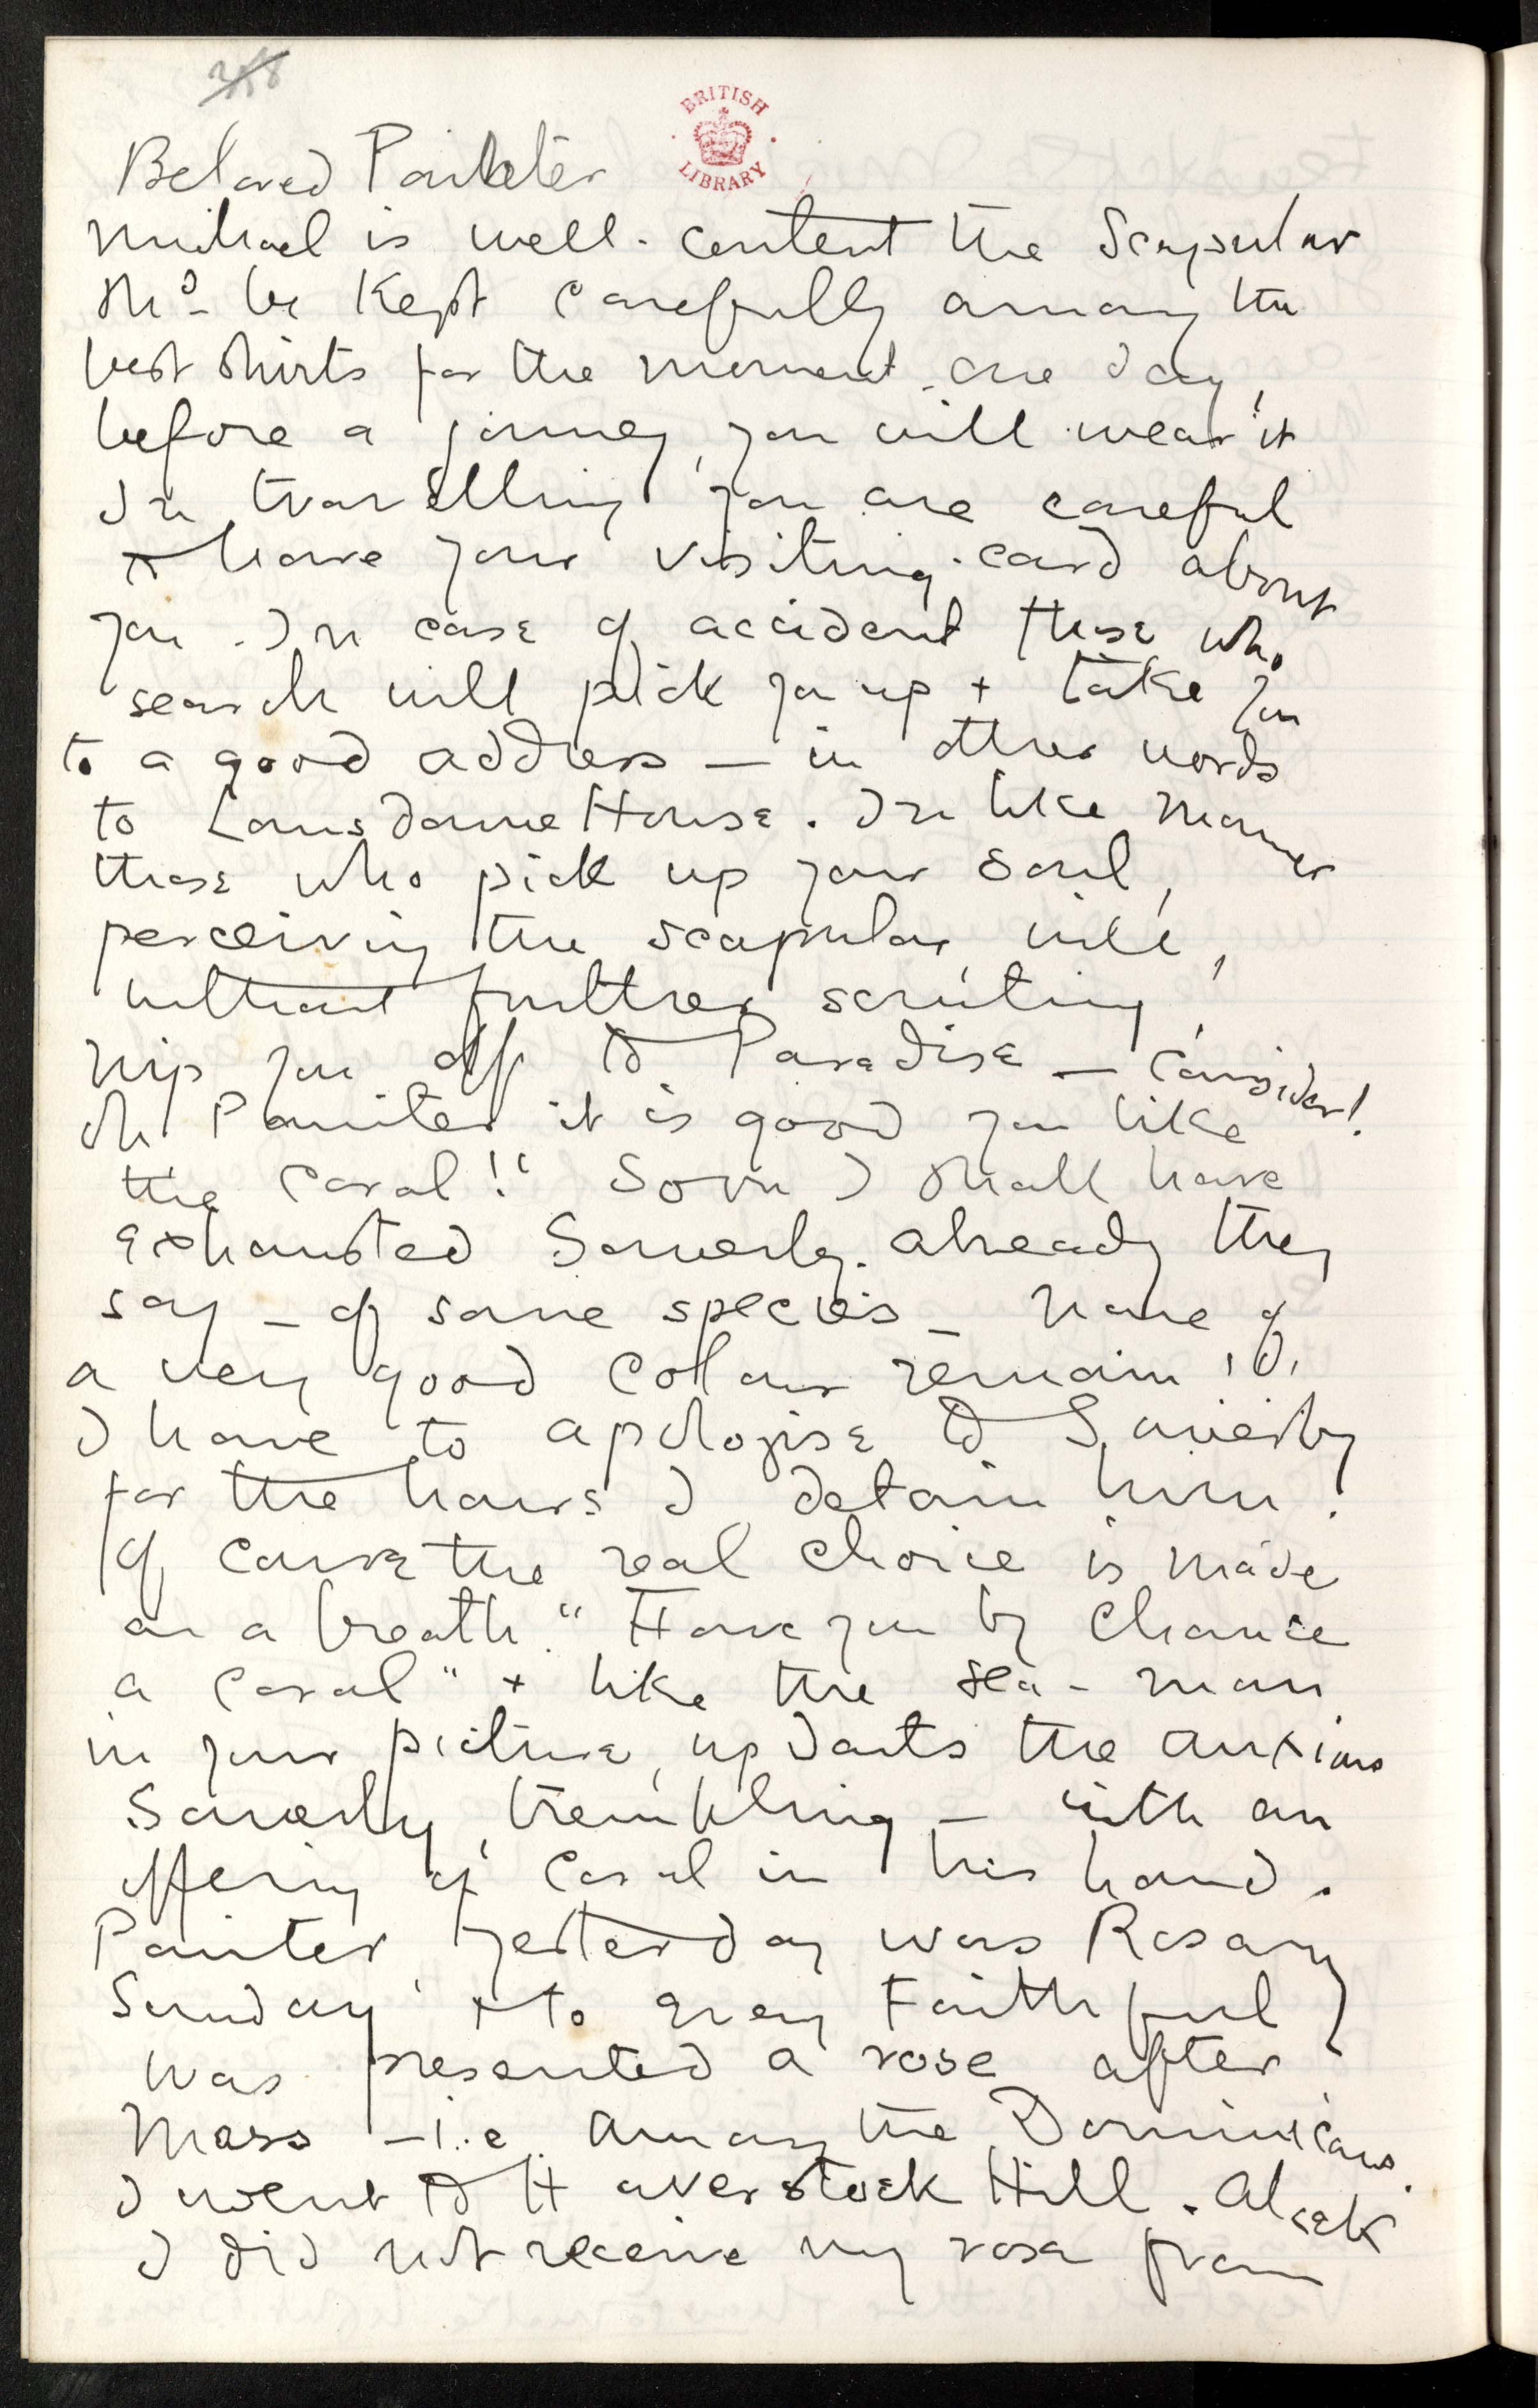 358
BRITISH
LIBRARY
Beloved Painter
Michael is well-content the Scapular
shd be kept carefully among the
best shirts for the moment. One day,
before a journey, you will wear it
In travelling you are careful
to have your visiting-card about
you. In case of accident those who
search will pick you up + take you
to a good address — in other words
to Lansdowne House. In like manner
those who pick up your soul,
perceiving the scapular, will,
without further scrutiny,
nip you off to Paradise — Consider!
Oh Painter it is good you like
the Coral!" Soon I shall have
exhausted Sowerby. Already they
say — of some species — none of
a very good colour remain!
I have to apologise to Sowerby
for the hours I detain him!
Of course the real choice is made
on a breath. "Have you by chance
a coral" + like the sea-man
in your picture, up darts the anxious
Sowerby, trembling — with an
offering of coral in his hand.
Painter, yesterday was Rosary
Sunday, + to every Faithful
was presented a rose after
Mass — i.e. among the Dominicans.
I went to Haverstock Hill. Alack
I did not receive my rose from